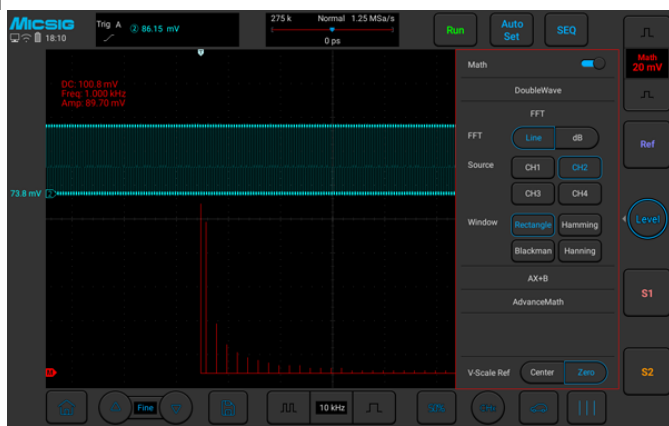 MICSIG
18:10
Trig A
② 86.15 mV
275 k Normal 1.25 MSa/s
0 ps
Run
Auto
Set
SEQ
Math
20 mV
DC: 100.8 mV
Freq: 1.000 kHz
Amp: 89.70 mV
73.8 mV
2
Math
DoubleWave
FFT
FFT
Line
dB
Source
CH1
CH2
CH3
CH4
Window
Rectangle
Hamming
Blackman
Hanning
AX+B
AdvanceMath
V-Scale Ref
Center
Zero
Ref
Level
S1
S2
Fine
10 kHz
50%